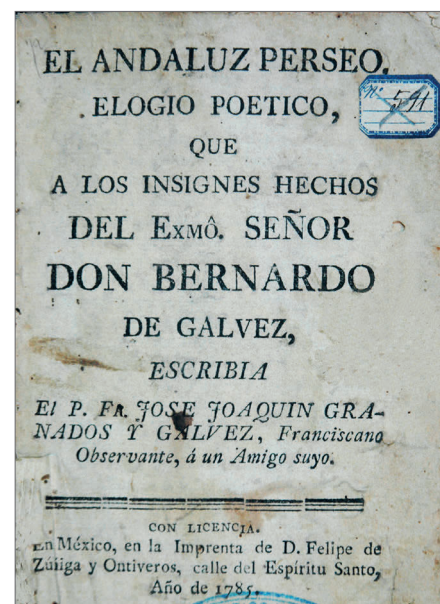 EL ANDALUZ PERSEO.
ELOGIO POETICO,
Nº 541
QUE
A LOS INSIGNES HECHOS
DEL EXMÔ. SEÑOR
DON BERNARDO
DE GALVEZ,
ESCRIBIA
El P. FR. JOSE JOAQUIN GRA-
NADOS Y GALVEZ, Franciscano
Observante, á un Amigo suyo.
CON LICENCIA.
En México, en la Imprenta de D. Felipe de
Zúñiga y Ontiveros, calle del Espíritu Santo,
Año de 1785.